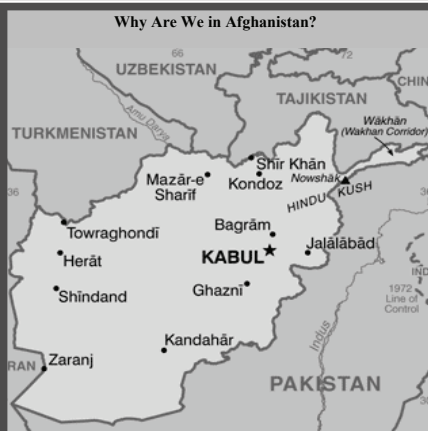 Why Are We in Afghanistan?
66
72
UZBEKISTAN
CHIN
TAJIKISTAN
Amu Darya
Wākhān
(Wakhan Corridor)
TURKMENISTAN
Shīr Khān
Nowshāk
Mazār-e
Sharīf
Kondoz
36
HINDU KUSH
Bagrām
Towraghondī
Jalālābād
KABUL
Herāt
IND
Ghaznī
1972
Line of
Control
Shīndand
Indus
Kandahār
RAN
Zaranj
PAKISTAN